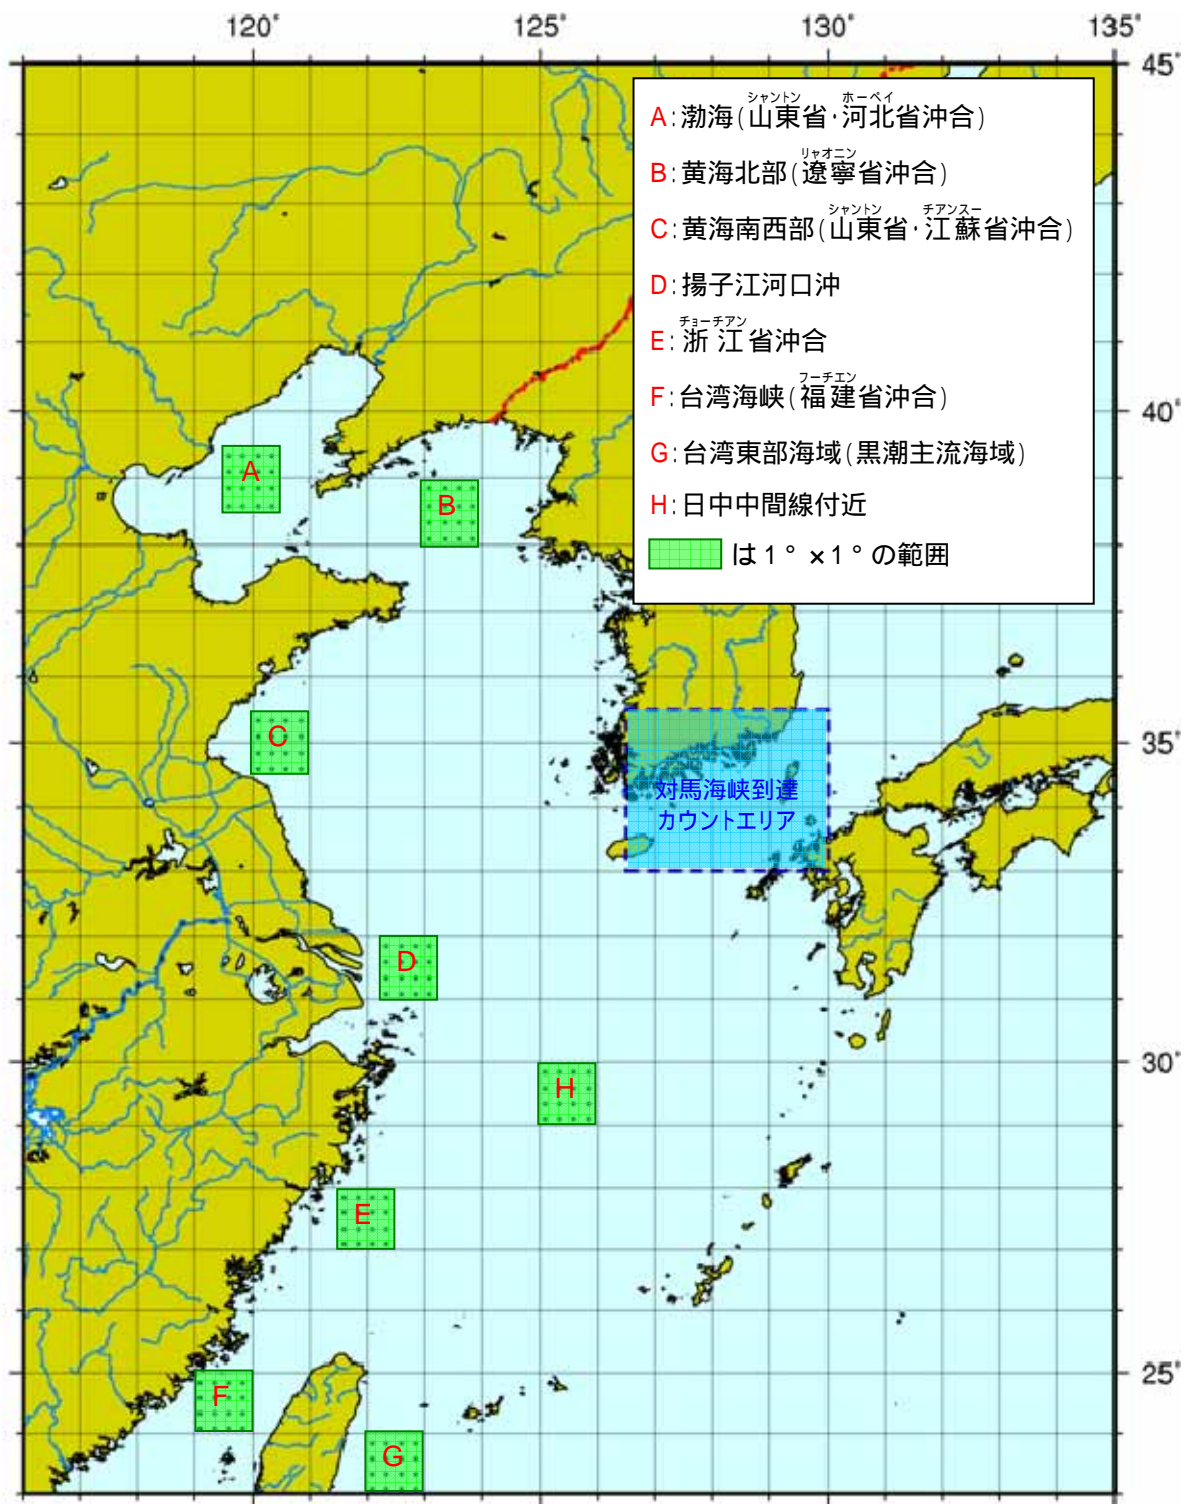 120°
125°
130°
135°
45°
シャントン ホーペイ
A:渤海(山東省・河北省沖合)
リャオニン
B:黄海北部(遼寧省沖合)
シャントン チアンスー
C:黄海南西部(山東省・江蘇省沖合)
D:揚子江河口沖
チョーチアン
E:浙江省沖合
フーチエン
F:台湾海峡(福建省沖合)
G:台湾東部海域(黒潮主流海域)
H:日中中間線付近
は1°×1°の範囲
40°
A
B
C
35°
対馬海峡到達
カウントエリア
D
30°
H
E
25°
F
G